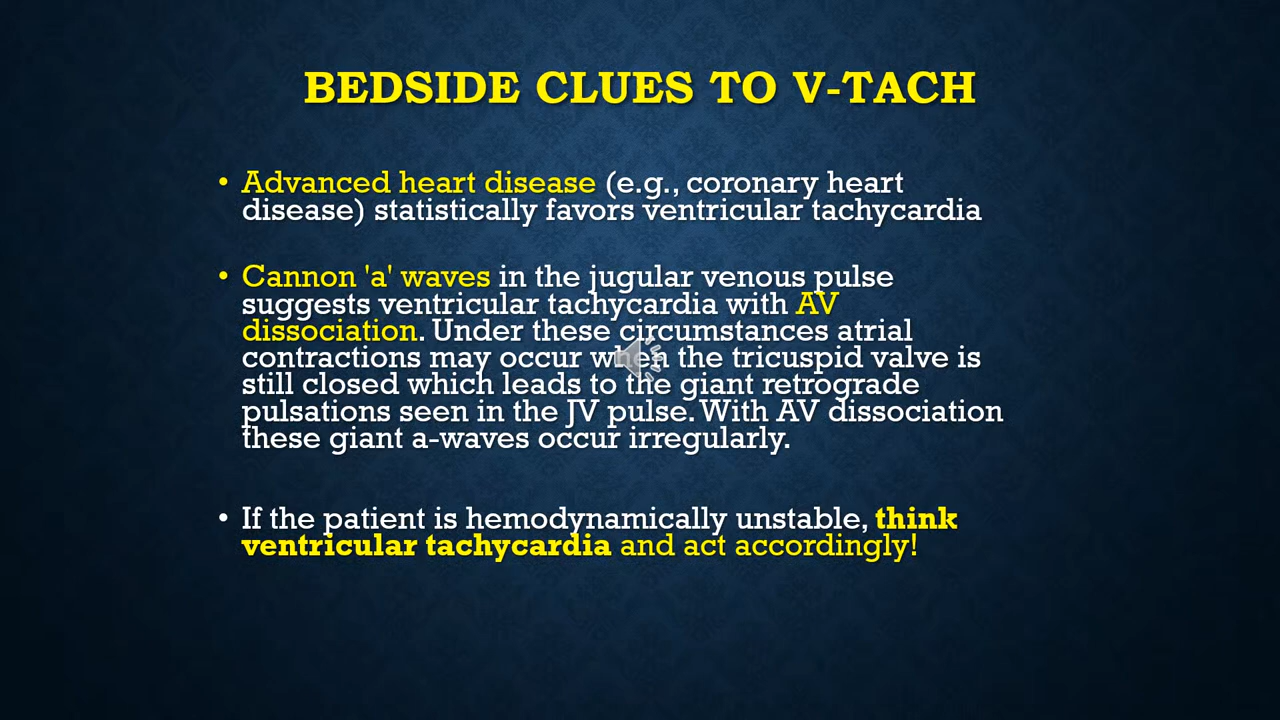 BEDSIDE CLUES TO V-TACH
• Advanced heart disease (e.g., coronary heart
disease) statistically favors ventricular tachycardia
• Cannon 'a' waves in the jugular venous pulse
suggests ventricular tachycardia with AV
dissociation. Under these circumstances atrial
contractions may occur when the tricuspid valve is
still closed which leads to the giant retrograde
pulsations seen in the JV pulse. With AV dissociation
these giant a-waves occur irregularly.
• If the patient is hemodynamically unstable, think
ventricular tachycardia and act accordingly!